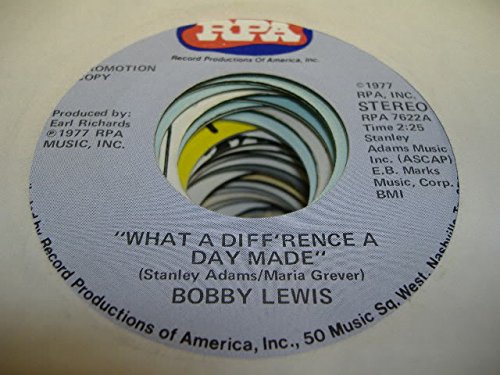 RPA
Record Productions Of America, Inc.
PROMOTION
COPY
Produced by:
Earl Richards
℗1977 RPA
MUSIC, INC.
©1977
RPA, INC.
STEREO
RPA 7622A
Time 2:25
Stanley
Adams Music
Inc. (ASCAP)
E.B. Marks
Music, Corp.
BMI
"WHAT A DIFF'RENCE A
DAY MADE"
(Stanley Adams/Maria Grever)
BOBBY LEWIS
by Record Productions of America, Inc., 50 Music Sq. West, Nashville,